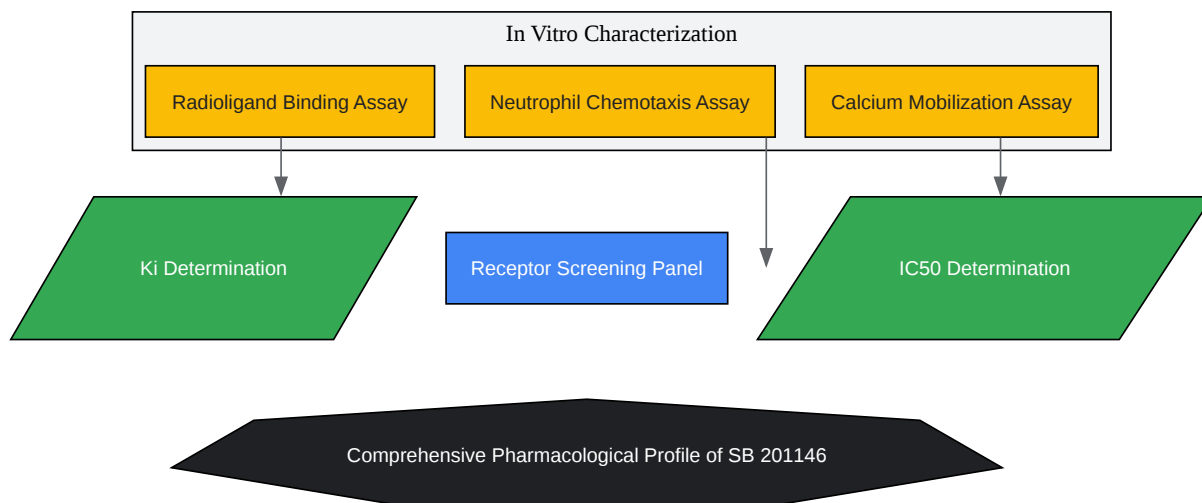 In Vitro Characterization
Radioligand Binding Assay
Neutrophil Chemotaxis Assay
Calcium Mobilization Assay
Ki Determination
Receptor Screening Panel
IC50 Determination
Comprehensive Pharmacological Profile of SB 201146